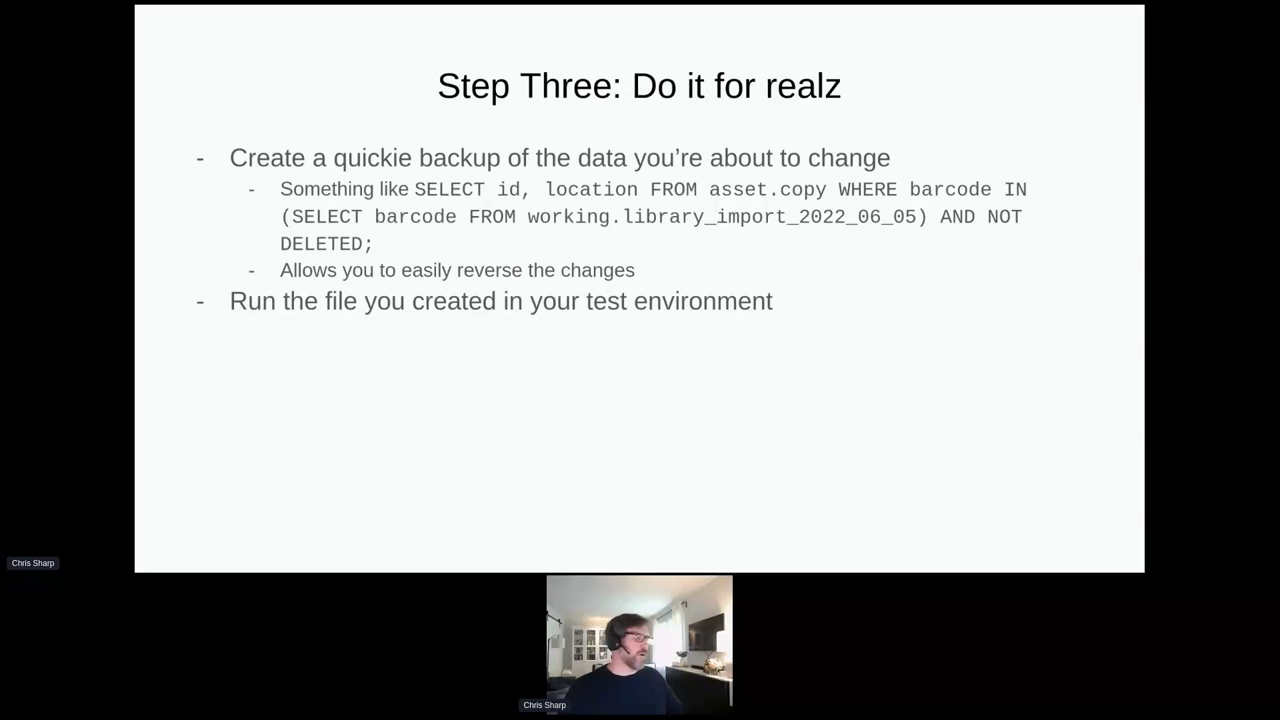 Step Three: Do it for realz
- Create a quickie backup of the data you’re about to change
- Something like SELECT id, location FROM asset.copy WHERE barcode IN
(SELECT barcode FROM working.library_import_2022_06_05) AND NOT
DELETED;
- Allows you to easily reverse the changes
- Run the file you created in your test environment
Chris Sharp
Chris Sharp